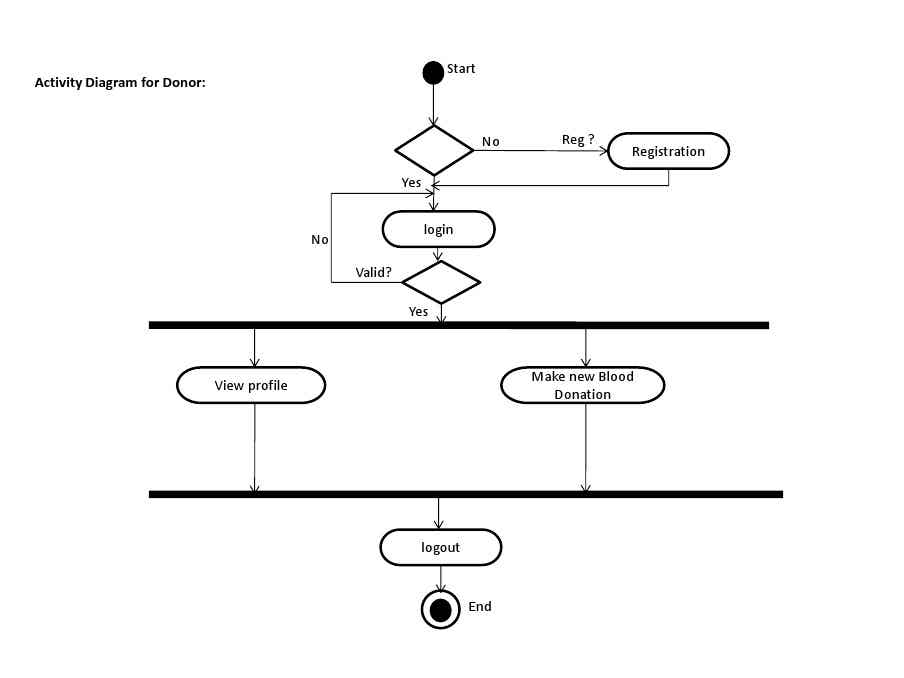 Start
Activity Diagram for Donor:
No
Reg ?
Registration
Yes
login
No
Valid?
Yes
View profile
Make new Blood
Donation
logout
End